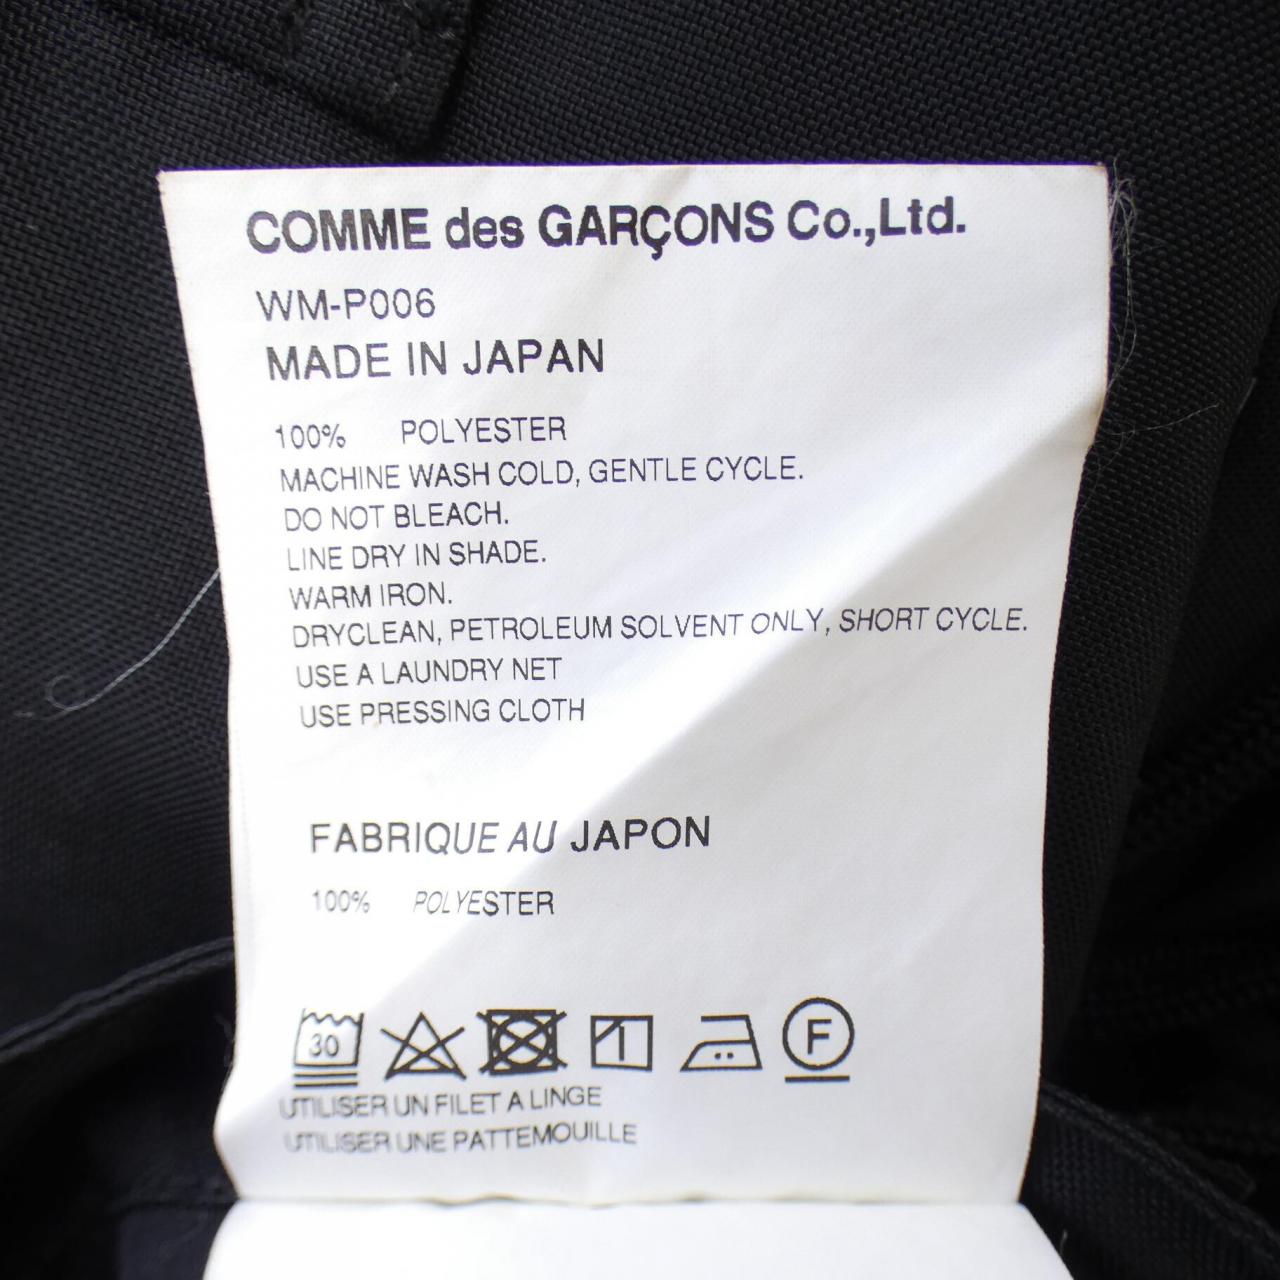 COMME des GARÇONS Co.,Ltd.
WM-P006
MADE IN JAPAN
100% POLYESTER
MACHINE WASH COLD, GENTLE CYCLE.
DO NOT BLEACH.
LINE DRY IN SHADE.
WARM IRON.
DRYCLEAN, PETROLEUM SOLVENT ONLY, SHORT CYCLE.
USE A LAUNDRY NET
USE PRESSING CLOTH
FABRIQUE AU JAPON
100% POLYESTER
30 F
UTILISER UN FILET A LINGE
UTILISER UNE PATTEMOUILLE